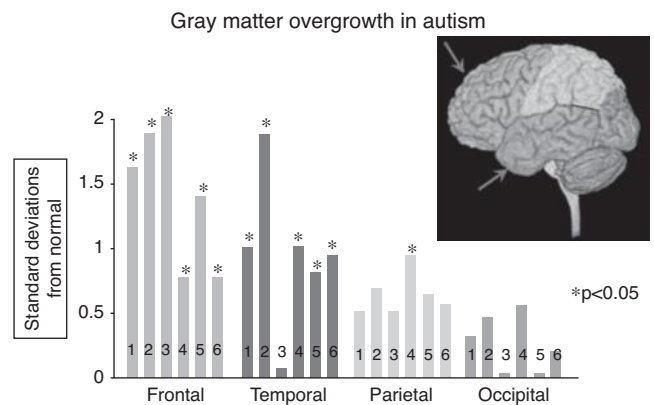 Gray matter overgrowth in autism
Standard deviations
from normal
2
1.5
1
0.5
0
* * * * * *
* * * * *
*
1 2 3 4 5 6
1 2 3 4 5 6
1 2 3 4 5 6
1 2 3 4 5 6
Frontal Temporal Parietal Occipital
*p<0.05